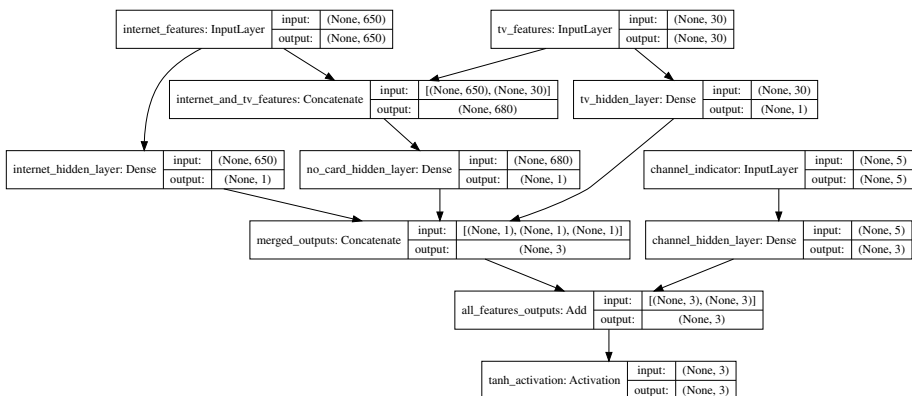 internet_features: InputLayer
input: (None, 650)
output: (None, 650)
tv_features: InputLayer
input: (None, 30)
output: (None, 30)
internet_and_tv_features: Concatenate
input: [(None, 650), (None, 30)]
output: (None, 680)
tv_hidden_layer: Dense
input: (None, 30)
output: (None, 1)
internet_hidden_layer: Dense
input: (None, 650)
output: (None, 1)
no_card_hidden_layer: Dense
input: (None, 680)
output: (None, 1)
channel_indicator: InputLayer
input: (None, 5)
output: (None, 5)
merged_outputs: Concatenate
input: [(None, 1), (None, 1), (None, 1)]
output: (None, 3)
channel_hidden_layer: Dense
input: (None, 5)
output: (None, 3)
all_features_outputs: Add
input: [(None, 3), (None, 3)]
output: (None, 3)
tanh_activation: Activation
input: (None, 3)
output: (None, 3)